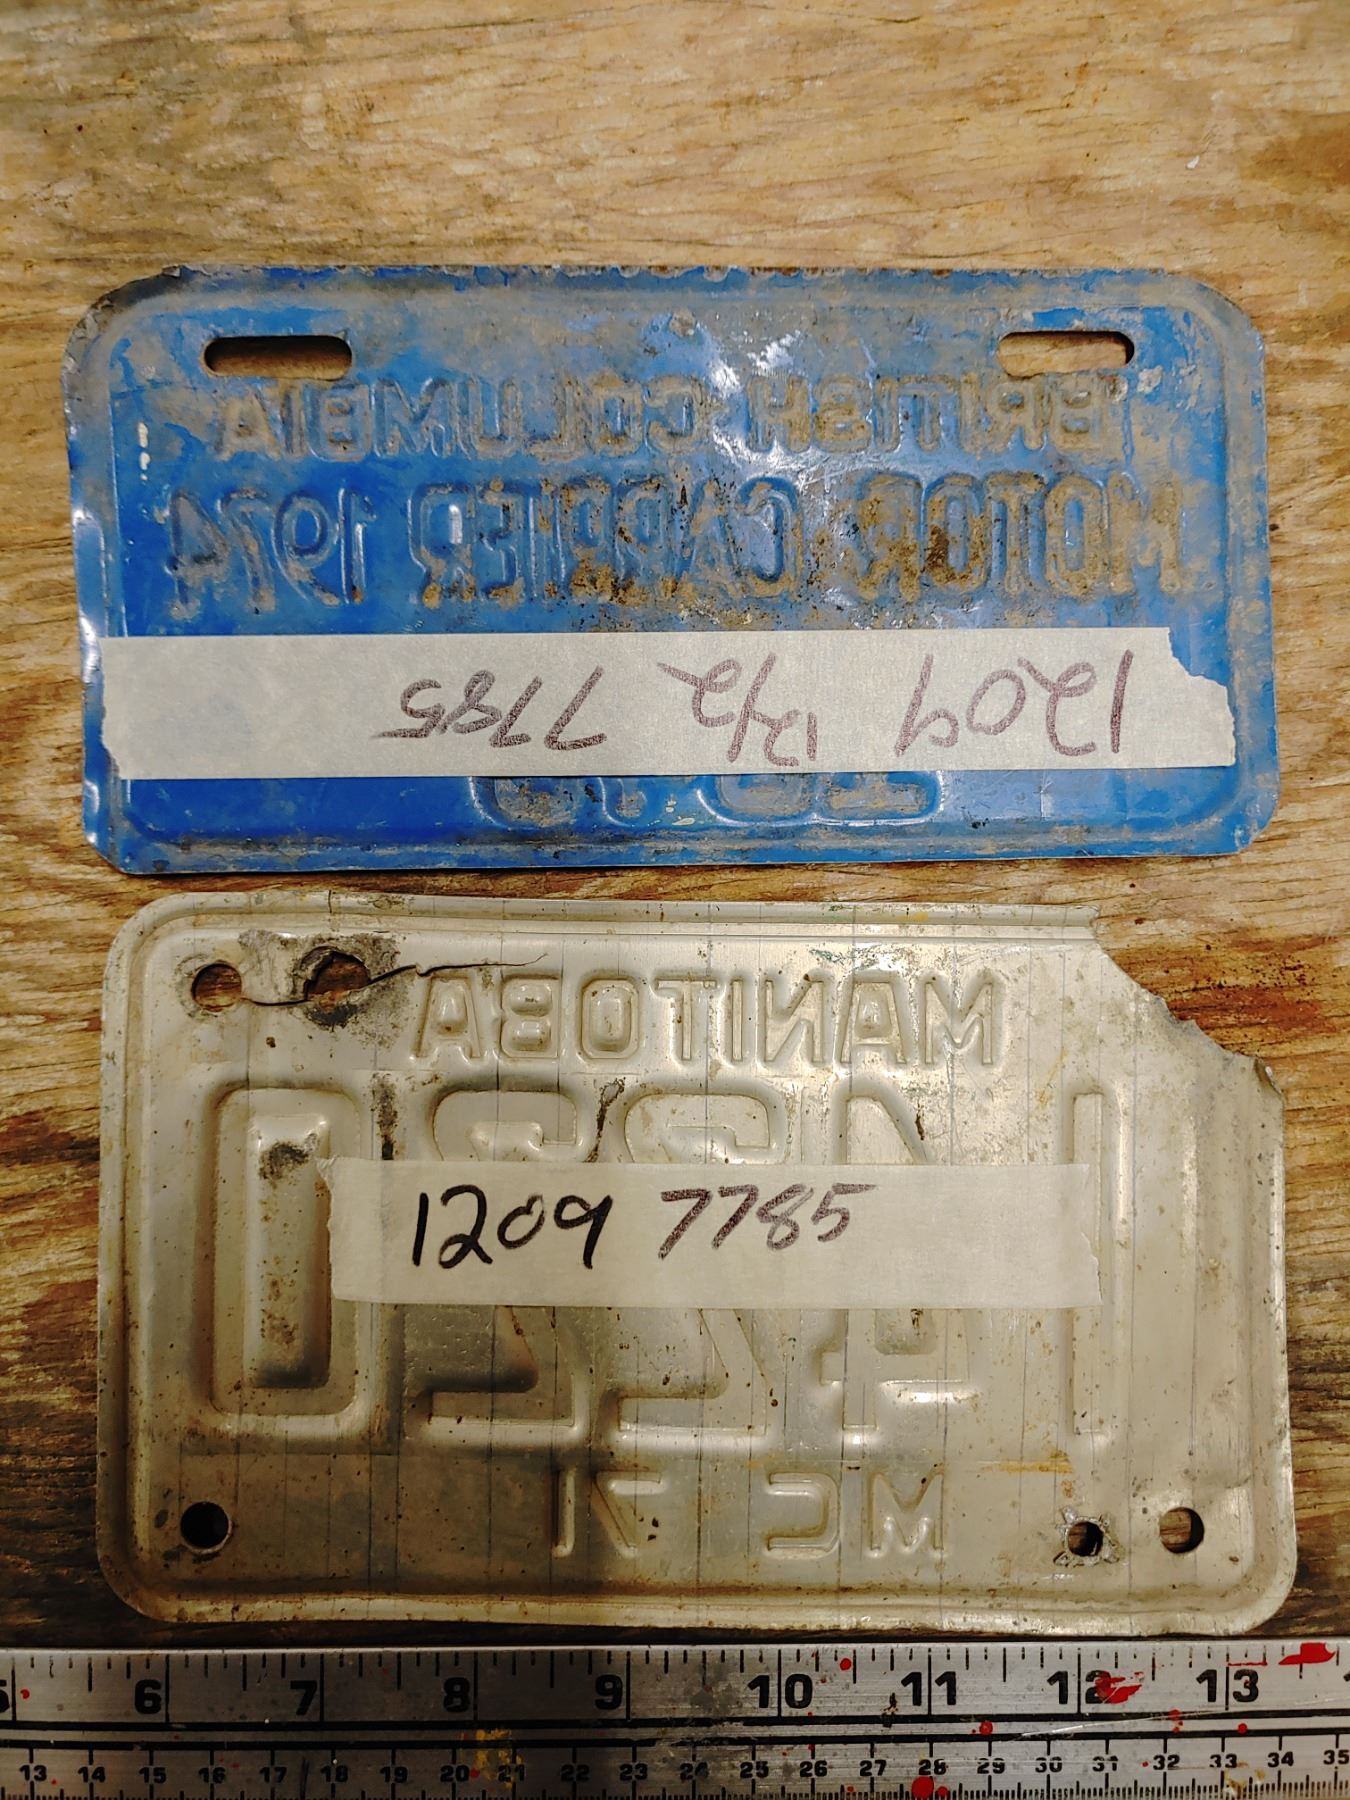 BRITISH COLUMBIA
MOTOR CARRIER 1974
1209 B/2 7785
MANITOBA
14220
1209 7785
MC 71
5 6 7 8 9 10 11 12 13
13 14 15 16 17 18 19 20 21 22 23 24 25 26 27 28 29 30 31 32 33 34 35